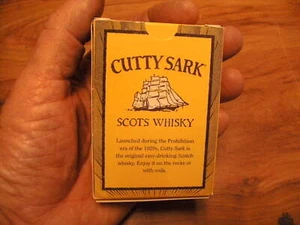 CUTTY SARK
SCOTS WHISKY
Launched during the Prohibition
era of the 1920s, Cutty Sark is
the original easy-drinking Scotch
whisky. Enjoy it on the rocks or
with soda.